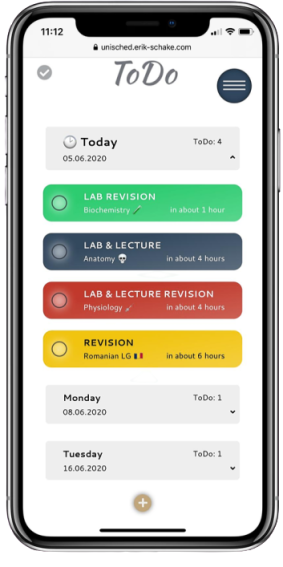 11:12
unisched.erik-schake.com
ToDo
Today ToDo: 4
05.06.2020
LAB REVISION
Biochemistry in about 1 hour
LAB & LECTURE
Anatomy in about 4 hours
LAB & LECTURE REVISION
Physiology in about 4 hours
REVISION
Romanian LG in about 6 hours
Monday ToDo: 1
08.06.2020
Tuesday ToDo: 1
16.06.2020